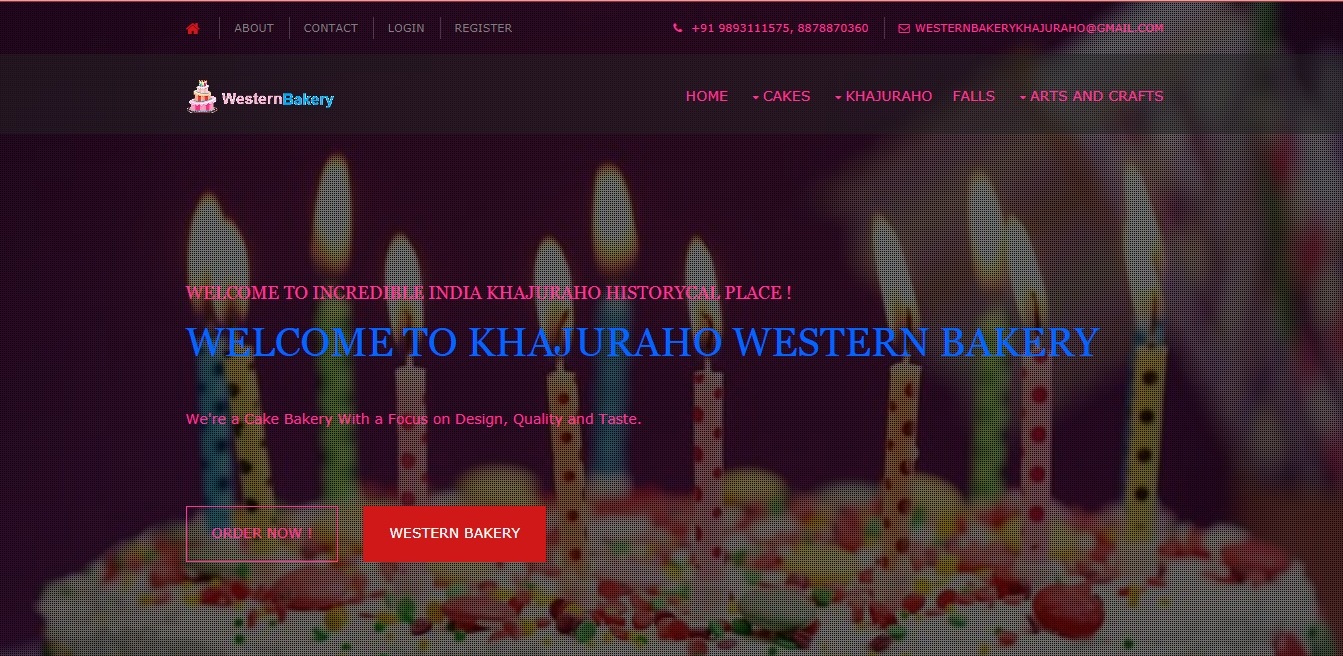 ABOUT CONTACT LOGIN REGISTER +91 9893111575, 8878870360 WESTERNBAKERYKHAJURAHO@GMAIL.COM
WesternBakery HOME CAKES KHAJURAHO FALLS ARTS AND CRAFTS
WELCOME TO INCREDIBLE INDIA KHAJURAHO HISTORYCAL PLACE !
WELCOME TO KHAJURAHO WESTERN BAKERY
We're a Cake Bakery With a Focus on Design, Quality and Taste.
ORDER NOW ! WESTERN BAKERY